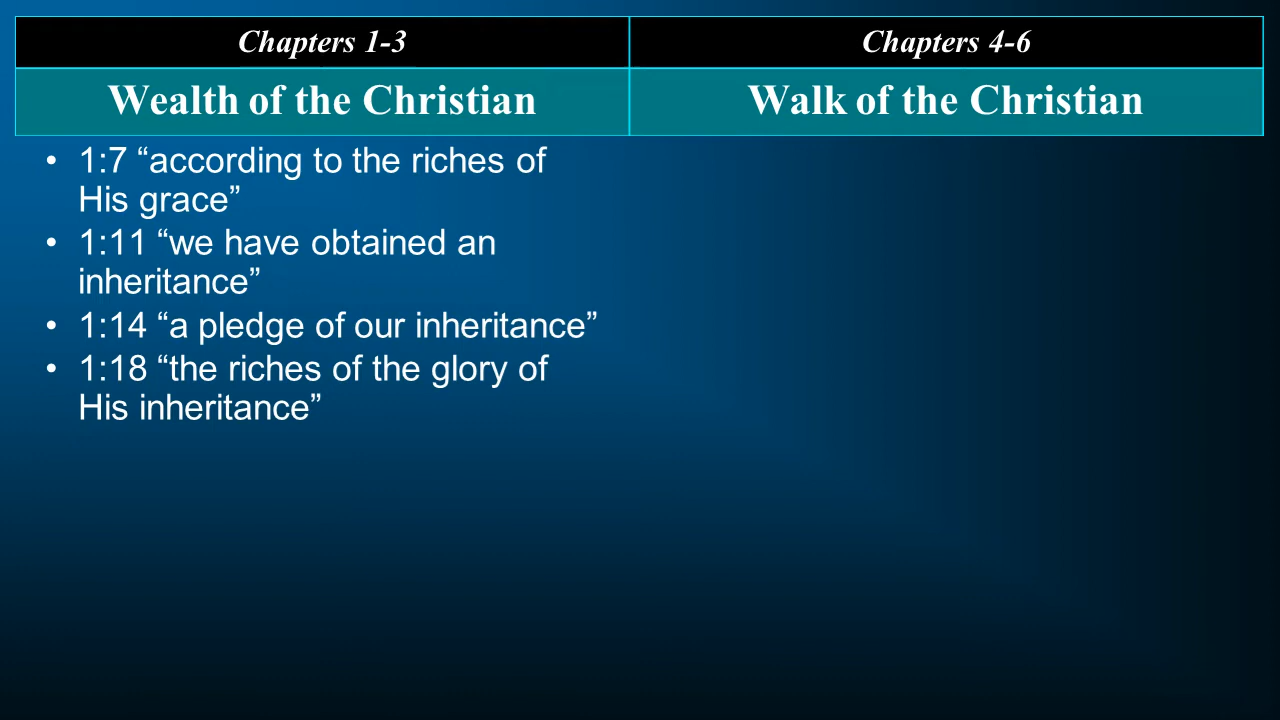 Chapters 1-3
Chapters 4-6
Wealth of the Christian
Walk of the Christian
• 1:7 “according to the riches of
His grace”
• 1:11 “we have obtained an
inheritance”
• 1:14 “a pledge of our inheritance”
• 1:18 “the riches of the glory of
His inheritance”